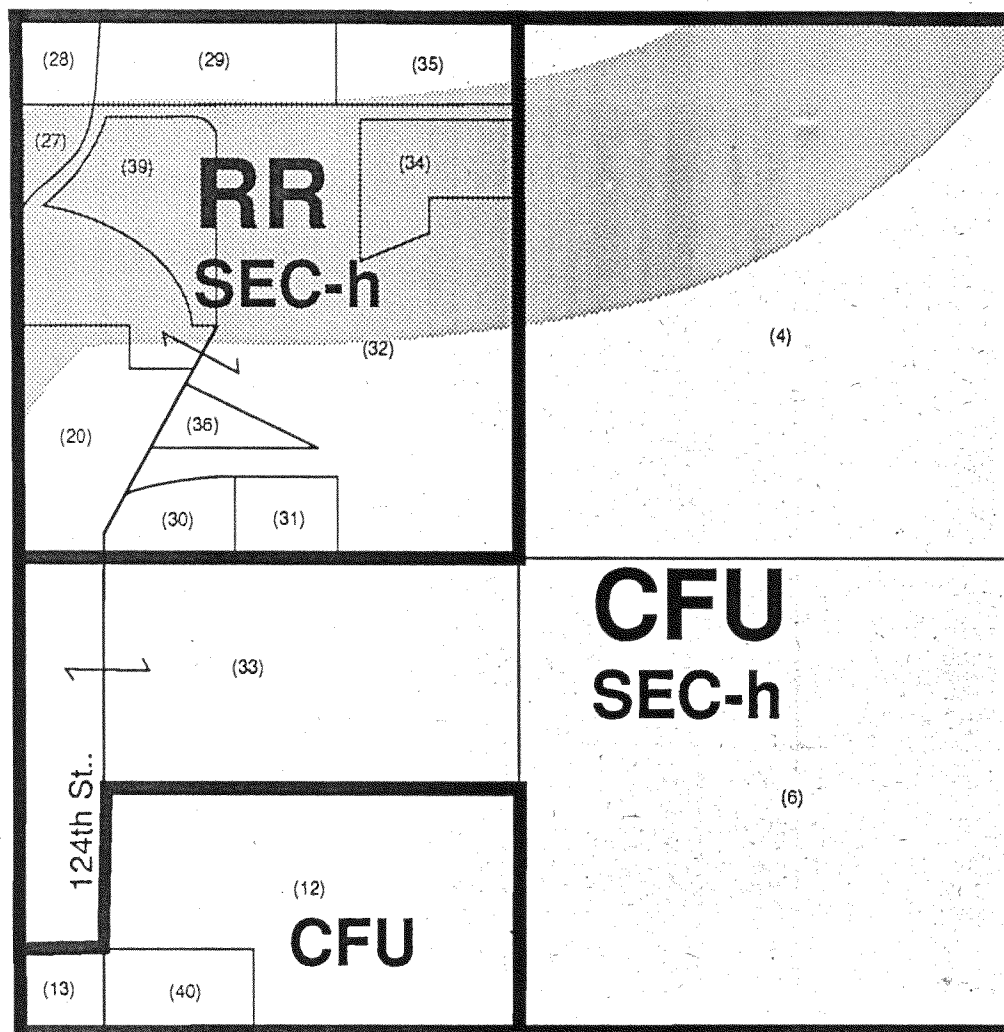 (28)
(29)
(35)
(27)
(39)
(34)
RR
SEC-h
(32)
(4)
(20)
(36)
(30)
(31)
CFU
SEC-h
(33)
124th St..
(6)
(12)
CFU
(13)
(40)